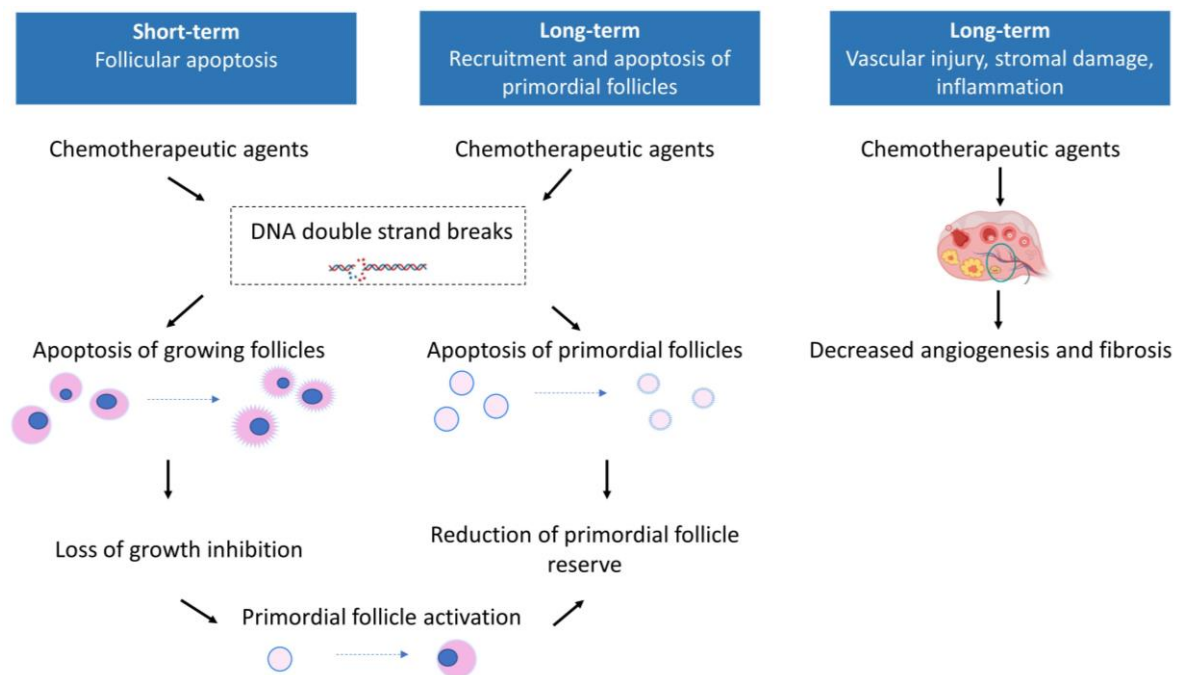 Short-term
Follicular apoptosis
Long-term
Recruitment and apoptosis of
primordial follicles
Long-term
Vascular injury, stromal damage,
inflammation
Chemotherapeutic agents
Chemotherapeutic agents
Chemotherapeutic agents
DNA double strand breaks
Apoptosis of growing follicles
Apoptosis of primordial follicles
Decreased angiogenesis and fibrosis
Loss of growth inhibition
Reduction of primordial follicle
reserve
Primordial follicle activation